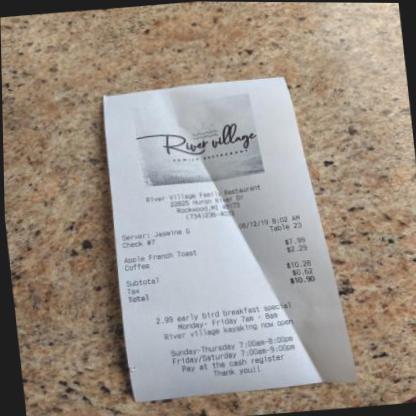 River village
FAMILY RESTAURANT
River Village Family Restaurant
22825 Huron River Dr
Rockwood,MI 48173
(734)236-
08/12/19 8:02 AM
Server: Jasmine G Table 23
Check #7
Apple French Toast $7.99
Coffee $2.29
Subtotal $10.28
Tax $0.62
Total $10.90
2.99 early bird breakfast special
Monday- Friday 7am - 8am
River village kayaking now open
Sunday-Thursday 7:00am-8:00pm
Friday/Saturday 7:00am-9:00pm
Pay at the cash register
Thank you!!